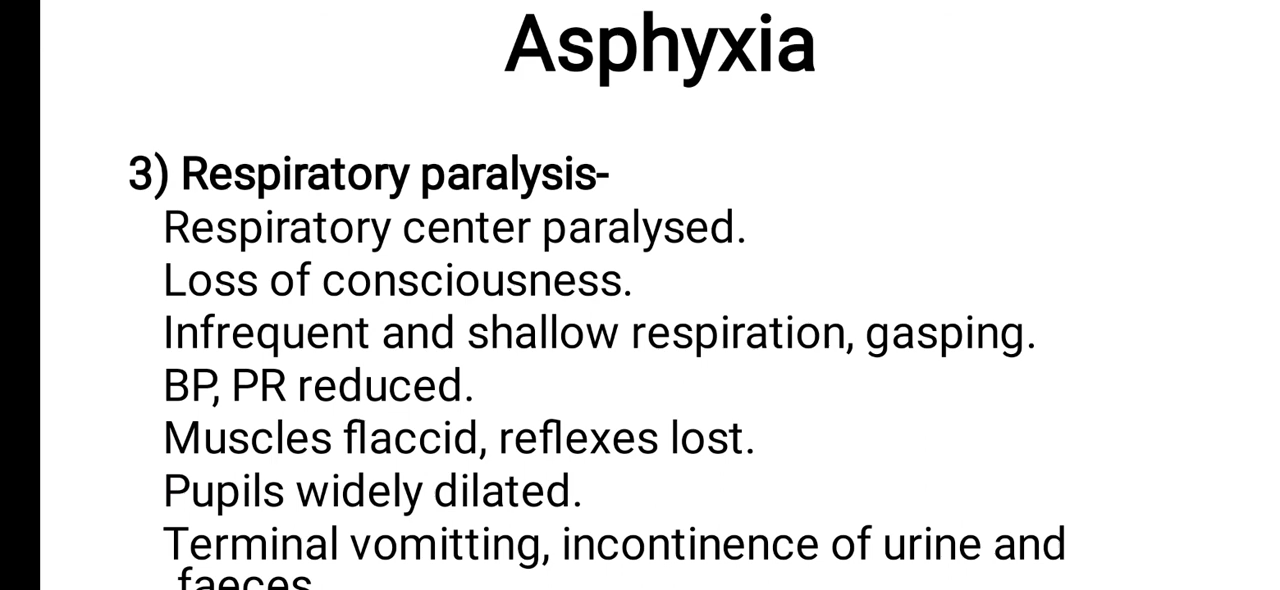 Asphyxia
3) Respiratory paralysis-
Respiratory center paralysed.
Loss of consciousness.
Infrequent and shallow respiration, gasping.
BP, PR reduced.
Muscles flaccid, reflexes lost.
Pupils widely dilated.
Terminal vomitting, incontinence of urine and
faeces